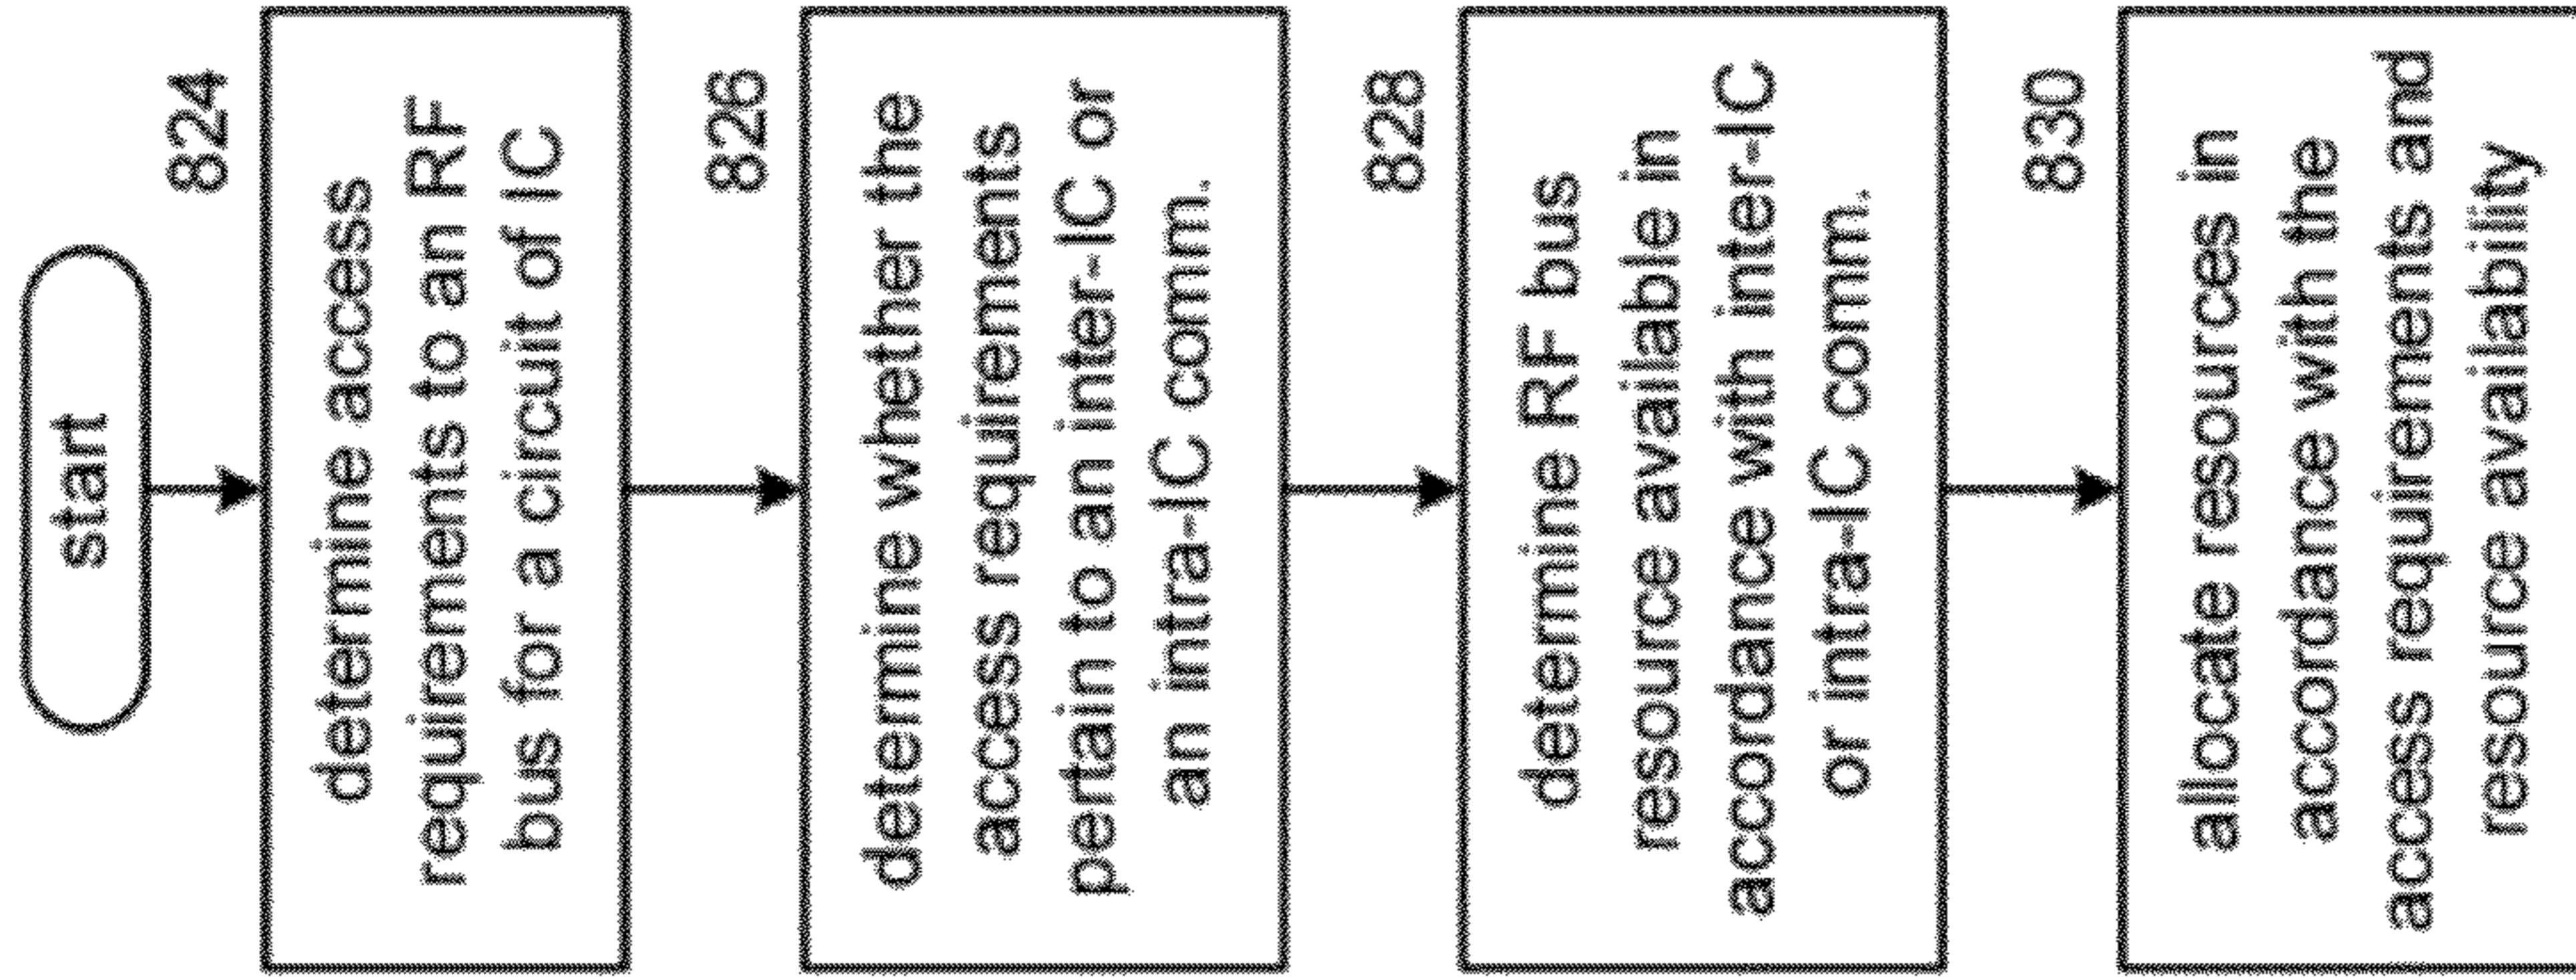 start
824
determine access
requirements to an RF
bus for a circuit of IC
826
determine whether the
access requirements
pertain to an inter-IC or
an intra-IC comm.
828
determine RF bus
resource available in
accordance with inter-IC
or intra-IC comm.
830
allocate resources in
accordance with the
access requirements and
resource availability